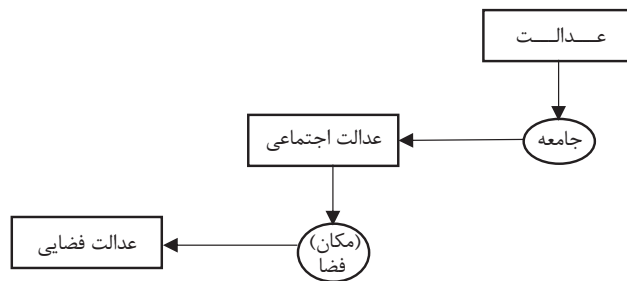 عـــدالـــت
جامعه
عدالت اجتماعی
(مکان)
فضا
عدالت فضایی